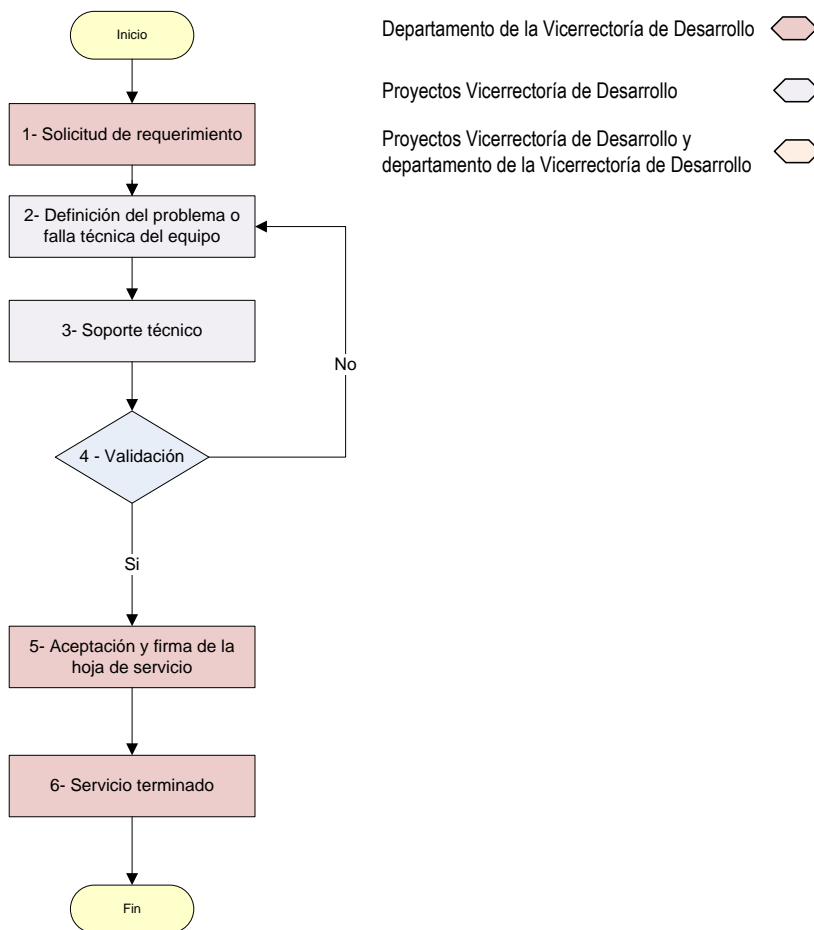 Inicio
1- Solicitud de requerimiento
2- Definición del problema o
falla técnica del equipo
3- Soporte técnico
No
4 - Validación
Si
5- Aceptación y firma de la
hoja de servicio
6- Servicio terminado
Fin
Departamento de la Vicerrectoría de Desarrollo
Proyectos Vicerrectoría de Desarrollo
Proyectos Vicerrectoría de Desarrollo y
departamento de la Vicerrectoría de Desarrollo